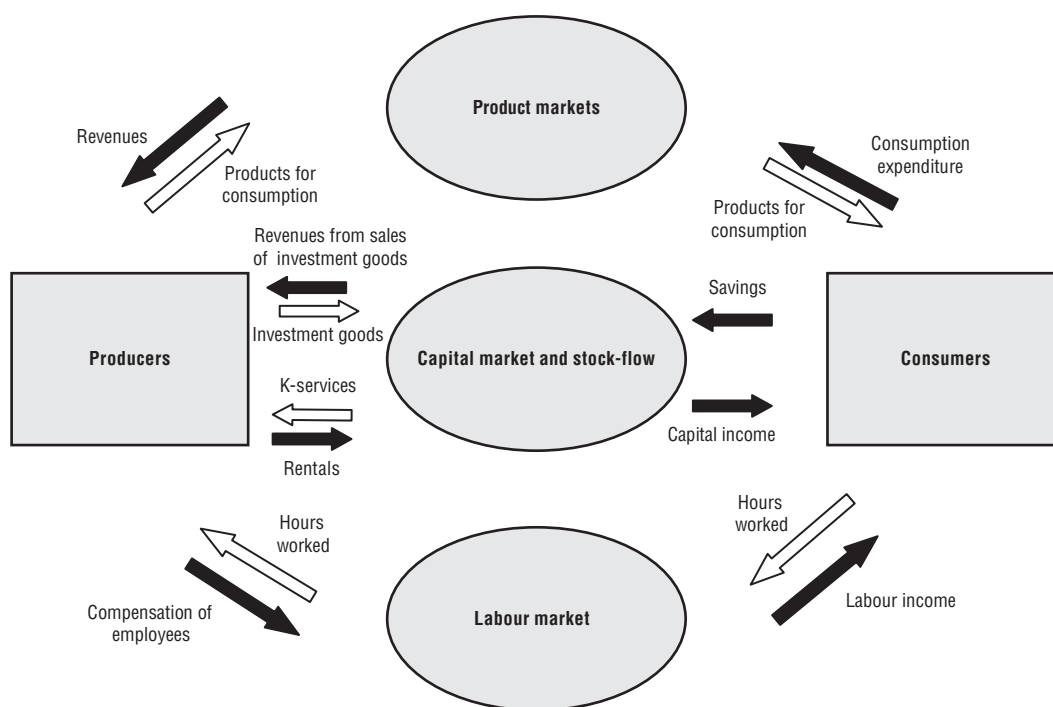 Product markets
Revenues
Products for
consumption
Consumption
expenditure
Products for
consumption
Revenues from sales
of investment goods
Investment goods
Savings
Producers
Capital market and stock-flow
Consumers
K-services
Rentals
Capital income
Hours
worked
Compensation of
employees
Hours
worked
Labour income
Labour market